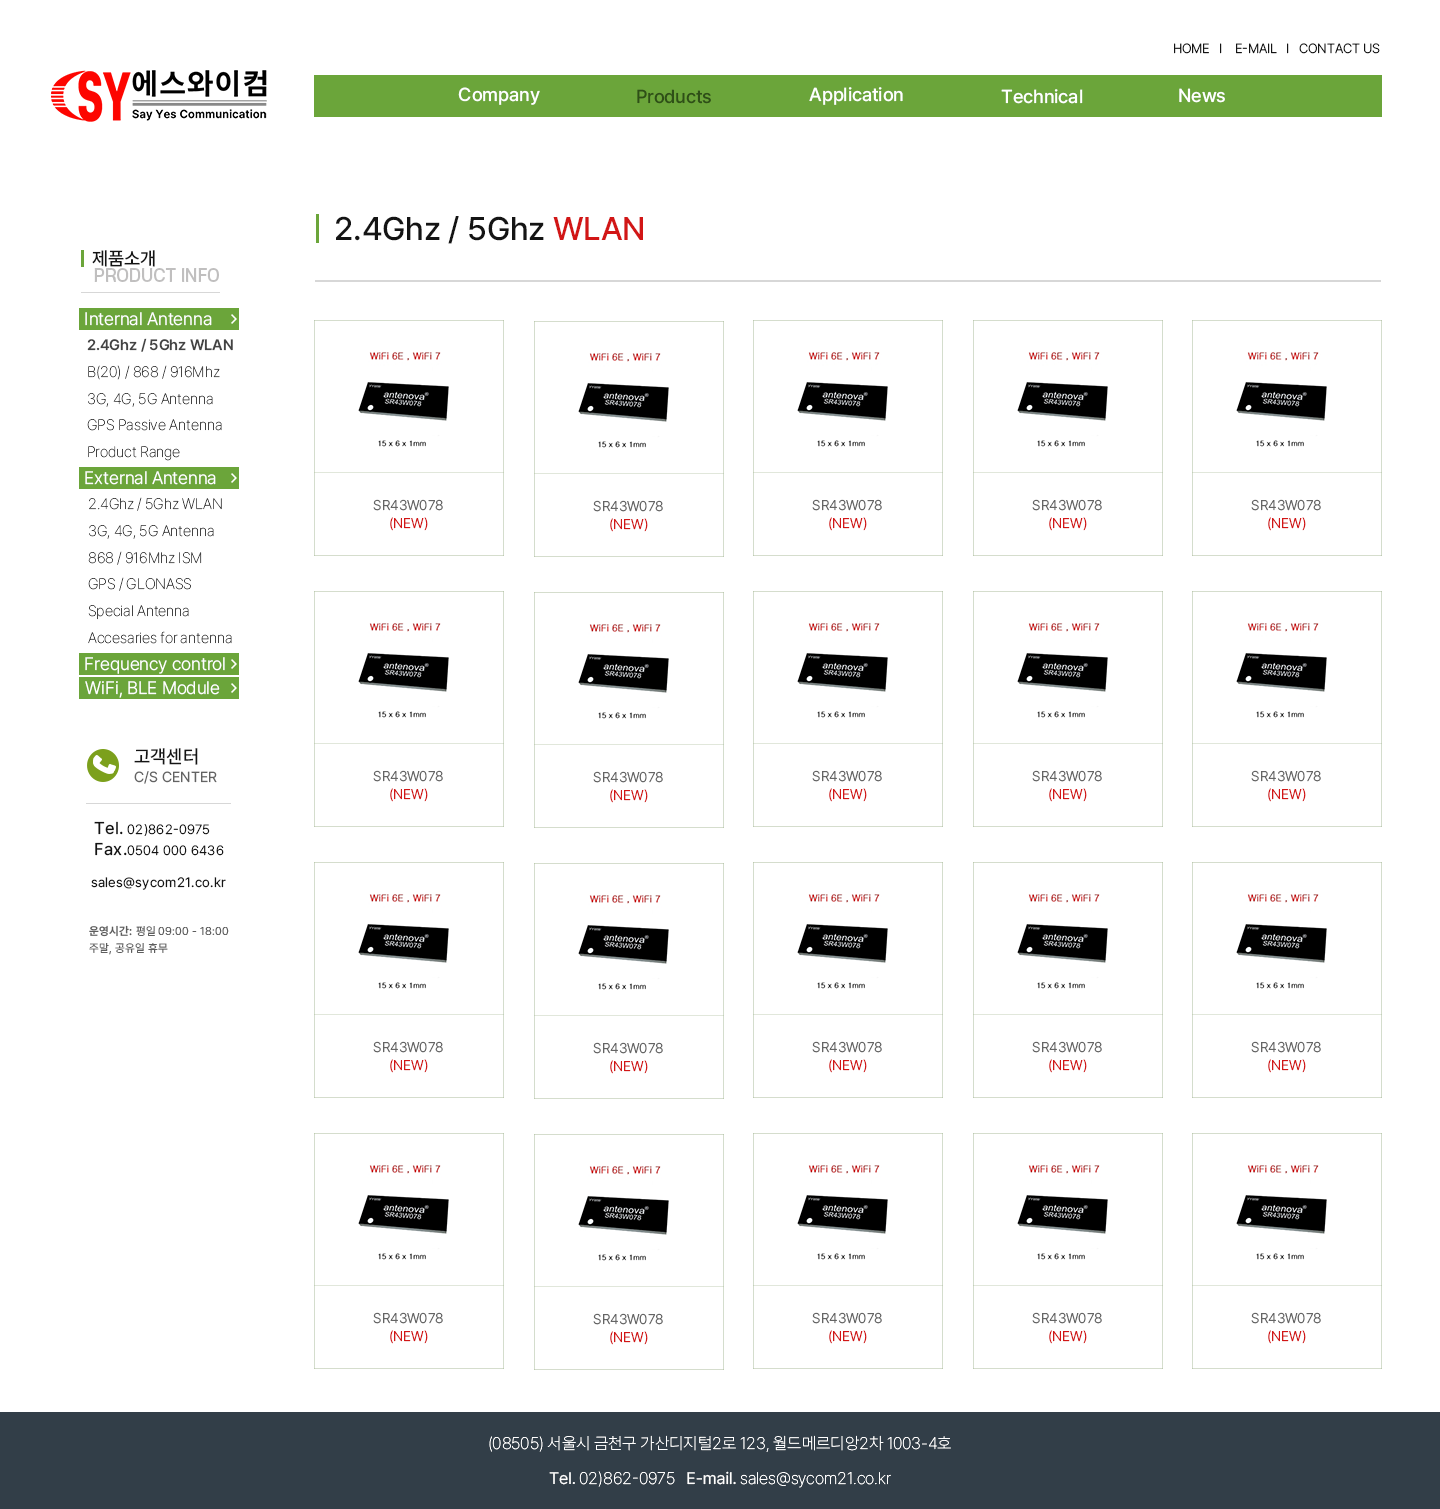 HOME I E-MAIL I CONTACT US
SY에스와이컴
Say Yes Communication
Company Products Application Technical News
2.4Ghz / 5Ghz WLAN
제품소개
PRODUCT INFO
Internal Antenna
2.4Ghz / 5Ghz WLAN
B(20) / 868 / 916Mhz
3G, 4G, 5G Antenna
GPS Passive Antenna
Product Range
External Antenna
2.4Ghz / 5Ghz WLAN
3G, 4G, 5G Antenna
868 / 916Mhz ISM
GPS / GLONASS
Special Antenna
Accesaries for antenna
Frequency control
WiFi, BLE Module
고객센터
C/S CENTER
Tel. 02)862-0975
Fax.0504 000 6436
sales@sycom21.co.kr
운영시간: 평일 09:00 - 18:00
주말, 공유일 휴무
WiFi 6E , WiFi 7 WiFi 6E , WiFi 7 WiFi 6E , WiFi 7 WiFi 6E , WiFi 7 WiFi 6E , WiFi 7
antenova® antenova® antenova® antenova® antenova®
SR43W078 SR43W078 SR43W078 SR43W078 SR43W078
15 x 6 x 1mm 15 x 6 x 1mm 15 x 6 x 1mm 15 x 6 x 1mm 15 x 6 x 1mm
SR43W078 SR43W078 SR43W078 SR43W078 SR43W078
(NEW) (NEW) (NEW) (NEW) (NEW)
WiFi 6E , WiFi 7 WiFi 6E , WiFi 7 WiFi 6E , WiFi 7 WiFi 6E , WiFi 7 WiFi 6E , WiFi 7
antenova® antenova® antenova® antenova® antenova®
SR43W078 SR43W078 SR43W078 SR43W078 SR43W078
15 x 6 x 1mm 15 x 6 x 1mm 15 x 6 x 1mm 15 x 6 x 1mm 15 x 6 x 1mm
SR43W078 SR43W078 SR43W078 SR43W078 SR43W078
(NEW) (NEW) (NEW) (NEW) (NEW)
WiFi 6E , WiFi 7 WiFi 6E , WiFi 7 WiFi 6E , WiFi 7 WiFi 6E , WiFi 7 WiFi 6E , WiFi 7
antenova® antenova® antenova® antenova® antenova®
SR43W078 SR43W078 SR43W078 SR43W078 SR43W078
15 x 6 x 1mm 15 x 6 x 1mm 15 x 6 x 1mm 15 x 6 x 1mm 15 x 6 x 1mm
SR43W078 SR43W078 SR43W078 SR43W078 SR43W078
(NEW) (NEW) (NEW) (NEW) (NEW)
WiFi 6E , WiFi 7 WiFi 6E , WiFi 7 WiFi 6E , WiFi 7 WiFi 6E , WiFi 7 WiFi 6E , WiFi 7
antenova® antenova® antenova® antenova® antenova®
SR43W078 SR43W078 SR43W078 SR43W078 SR43W078
15 x 6 x 1mm 15 x 6 x 1mm 15 x 6 x 1mm 15 x 6 x 1mm 15 x 6 x 1mm
SR43W078 SR43W078 SR43W078 SR43W078 SR43W078
(NEW) (NEW) (NEW) (NEW) (NEW)
(08505) 서울시 금천구 가산디지털2로 123, 월드메르디앙2차 1003-4호
Tel. 02)862-0975 E-mail. sales@sycom21.co.kr